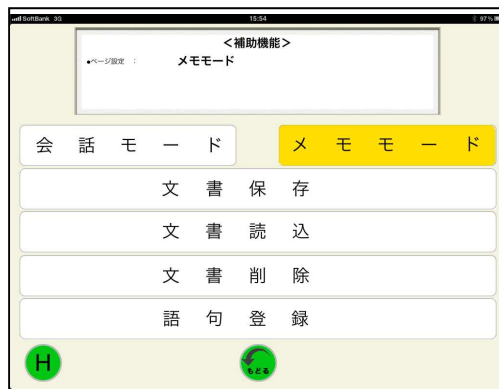 SoftBank 3G 15:54 97%
＜補助機能＞
●ページ設定 ： メモモード
会話モード メモモード
文書保存
文書読込
文書削除
語句登録
H もどる